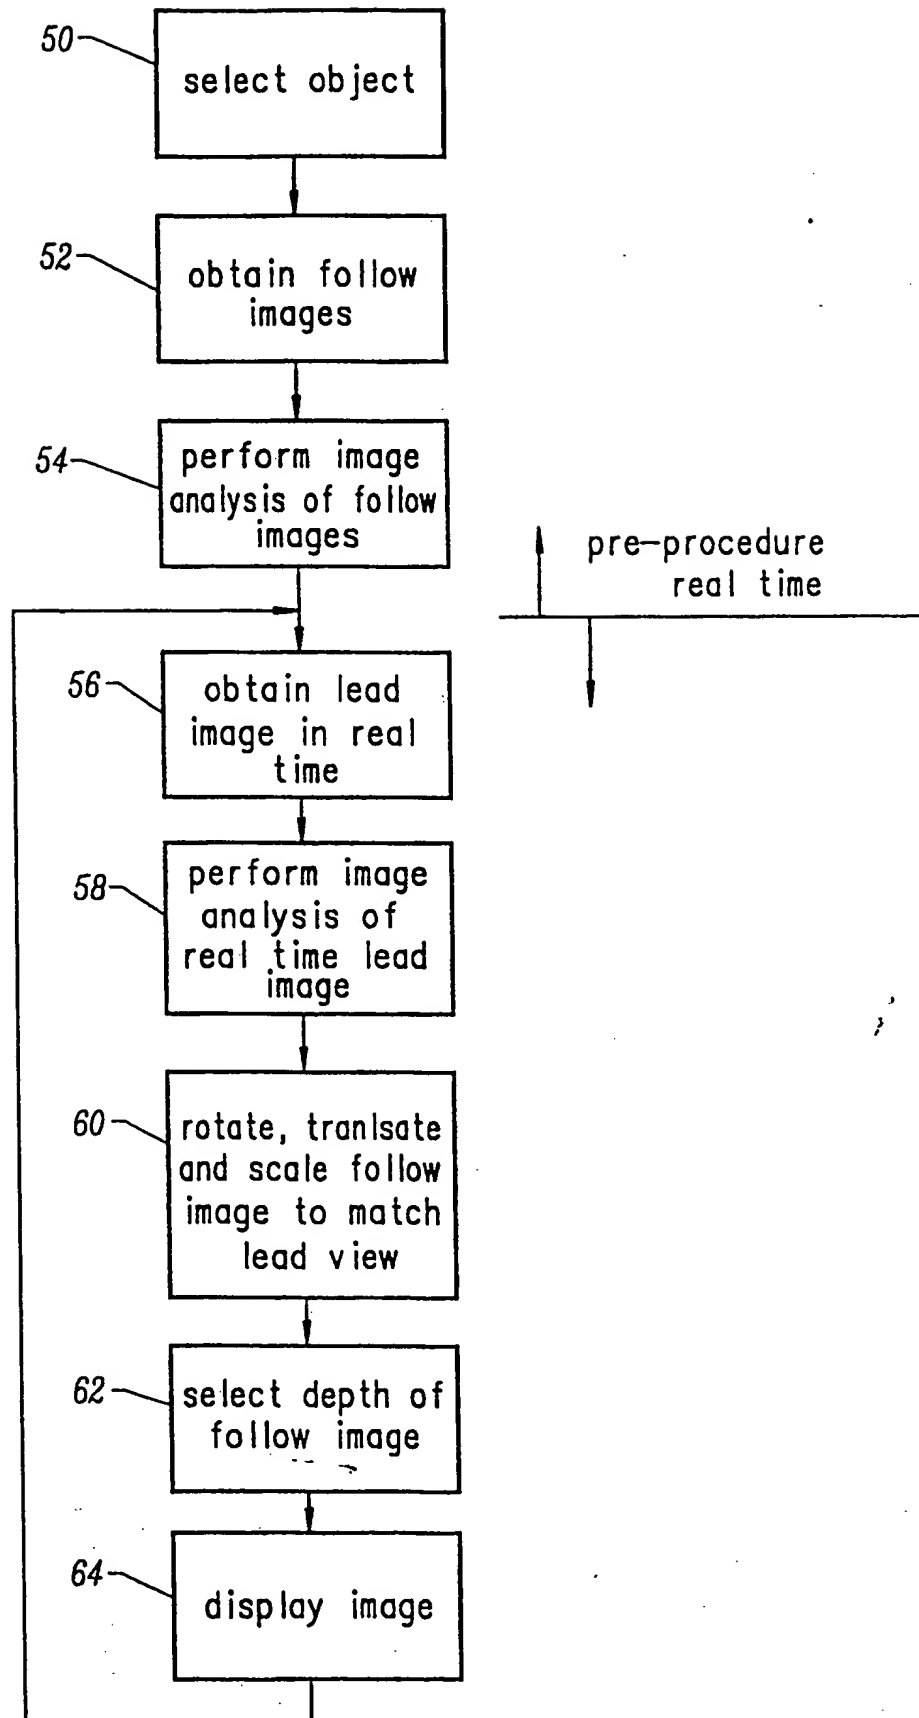 50
select object
52
obtain follow
images
54
perform image
analysis of follow
images
pre-procedure
real time
56
obtain lead
image in real
time
58
perform image
analysis of
real time lead
image
60
rotate, tranlsate
and scale follow
image to match
lead view
62
select depth of
follow image
64
display image